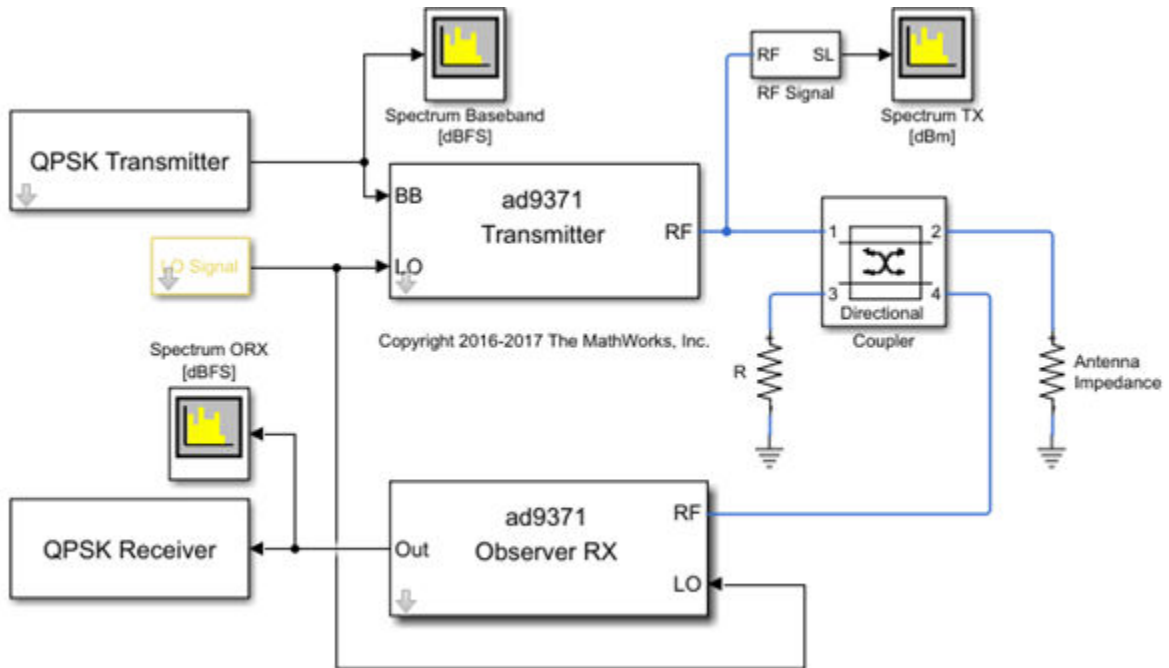 RF SL
RF Signal
Spectrum Baseband
[dBFS]
Spectrum TX
[dBm]
QPSK Transmitter
BB
ad9371
Transmitter
RF
LO
LO Signal
1 2
3 4
Directional
Coupler
Copyright 2016-2017 The MathWorks, Inc.
Spectrum ORX
[dBFS]
R
Antenna
Impedance
QPSK Receiver
Out
ad9371
Observer RX
RF
LO